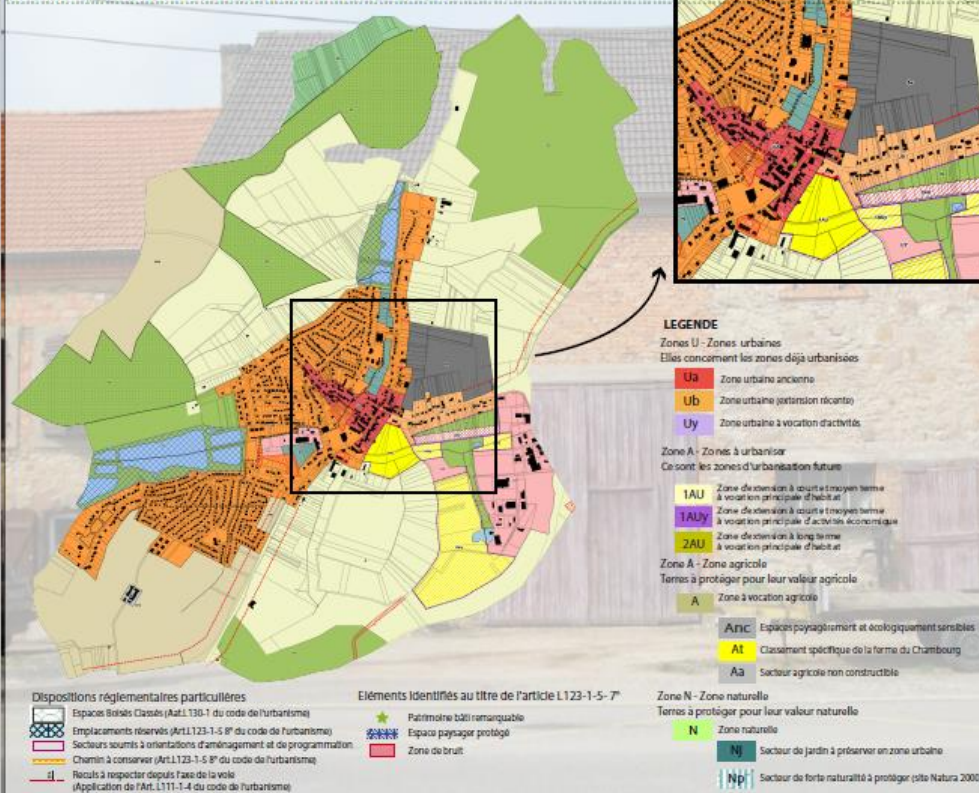 LEGENDE
Zones U - Zones urbaines
Elles concernent les zones déjà urbanisées
Ua Zone urbaine ancienne
Ub Zone urbaine (extension récente)
Uy Zone urbaine à vocation d'activités
Zone A - Zones à urbaniser
Ce sont les zones d'urbanisation future
1AU Zone d'extension à court et moyen terme
à vocation principale d'habitat
1AUy Zone d'extension à court et moyen terme
à vocation principale d'activités économique
2AU Zone d'extension à long terme
à vocation principale d'habitat
Zone A - Zone agricole
Terres à protéger pour leur valeur agricole
A Zone à vocation agricole
Anc Espaces paysagèrement et écologiquement sensibles
At Classement spécifique de la ferme du Chambourg
Aa Secteur agricole non constructible
Zone N - Zone naturelle
Terres à protéger pour leur valeur naturelle
N Zone naturelle
Nj Secteur de jardin à préserver en zone urbaine
Np Secteur de forte naturalité à protéger (site Natura 2000
Dispositions réglementaires particulières
Espaces Boisés Classés (Aat.L130-1 du code de l'urbanisme)
Emplacements réservés (Art.L123-1-5 8° du code de l'urbanisme)
Secteurs soumis à orientations d'aménagement et de programmation
Chemin à conserver (Art.L123-1-5 8° du code de l'urbanisme)
Reculs à respecter depuis l'axe de la voie
(Application de l'Art. L111-1-4 du code de l'urbanisme)
Eléments identifiés au titre de l'article L123-1-5- 7°
Patrimoine bâti remarquable
Espace paysager protégé
Zone de bruit